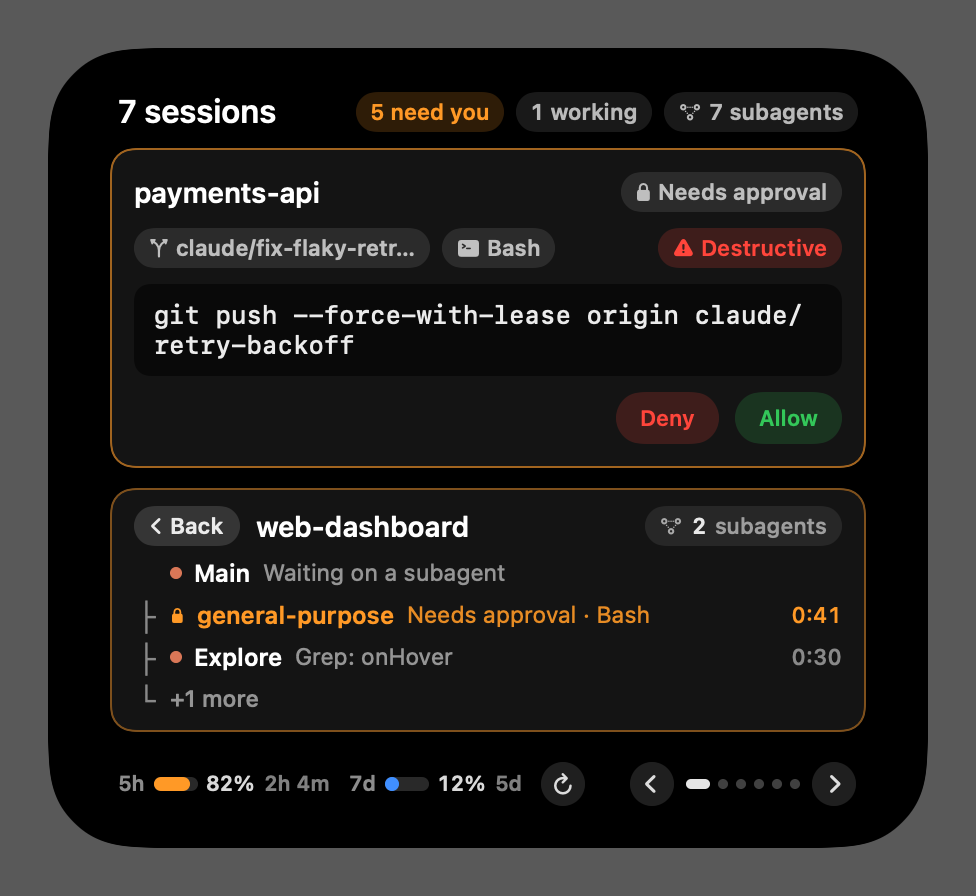 7 sessions 5 need you 1 working 7 subagents
payments-api Needs approval
claude/fix-flaky-retr... Bash Destructive
git push --force-with-lease origin claude/
retry-backoff
Deny Allow
Back web-dashboard 2 subagents
Main Waiting on a subagent
general-purpose Needs approval · Bash 0:41
Explore Grep: onHover 0:30
+1 more
5h 82% 2h 4m 7d 12% 5d